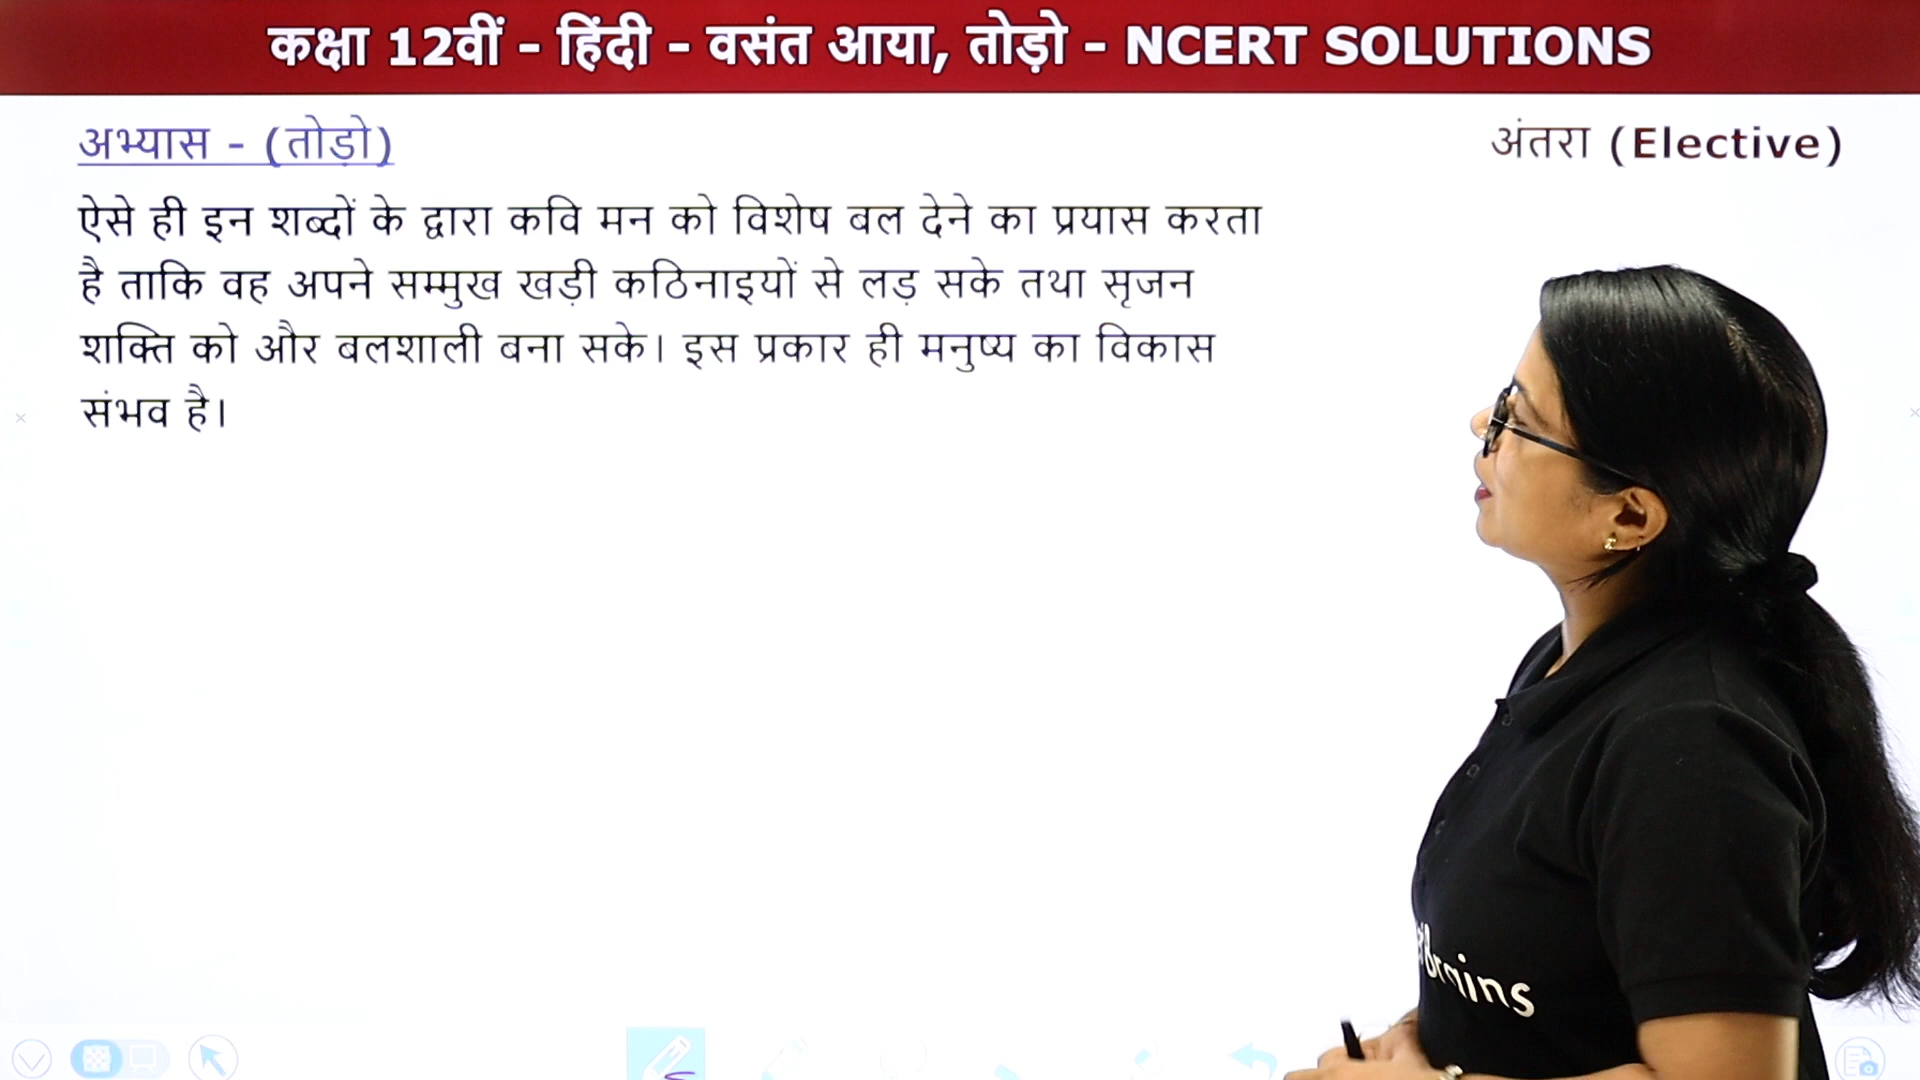 कक्षा 12वीं - हिंदी - वसंत आया, तोड़ो - NCERT SOLUTIONS
अभ्यास - (तोड़ो)
अंतरा (Elective)
ऐसे ही इन शब्दों के द्वारा कवि मन को विशेष बल देने का प्रयास करता
है ताकि वह अपने सम्मुख खड़ी कठिनाइयों से लड़ सके तथा सृजन
शक्ति को और बलशाली बना सके। इस प्रकार ही मनुष्य का विकास
संभव है।
Brains